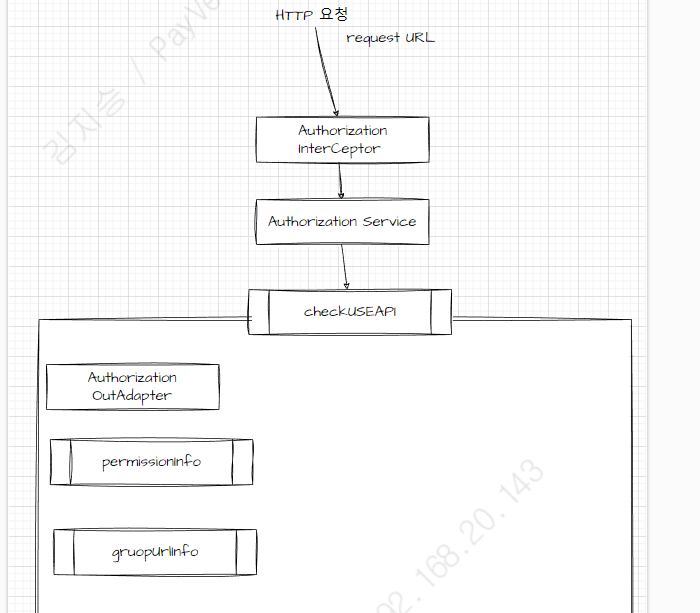 HTTP 요청
request URL
Authorization
InterCeptor
Authorization Service
checkUSEAPI
Authorization
OutAdapter
permissionInfo
gruopUrlInfo
김지승 / PayVe
92.168.20.143